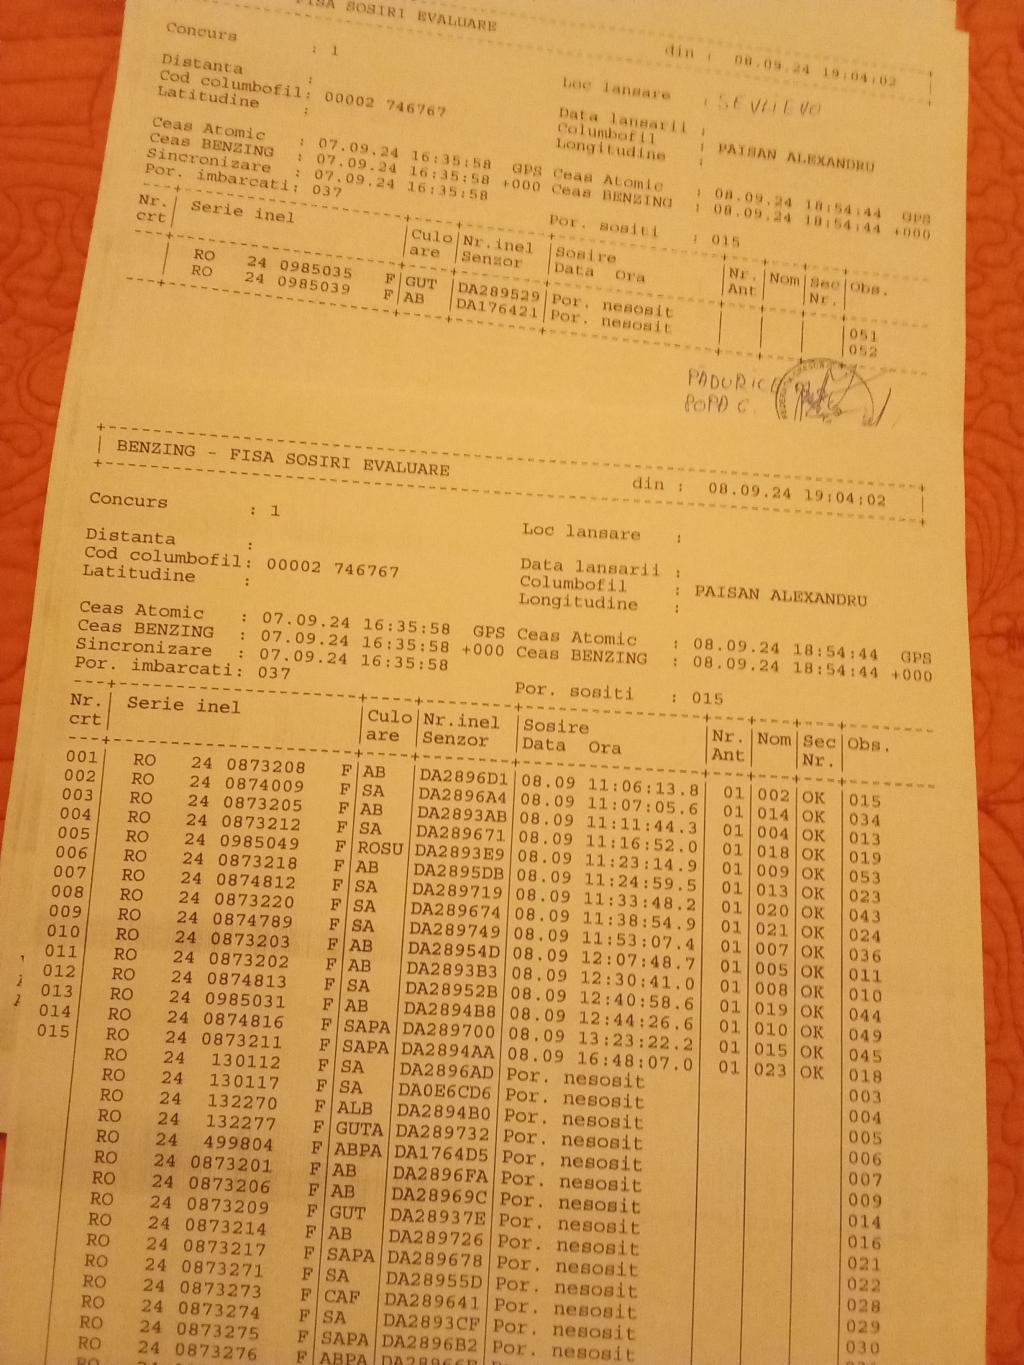 FISA SOSIRI EVALUARE din : 08.09.24 19:04:02
Concurs : 1 Loc lansare : SEVLIEVO
Distanta : Data lansarii :
Cod columbofil: 00002 746767 Columbofil : PAISAN ALEXANDRU
Latitudine : Longitudine :
Ceas Atomic : 07.09.24 16:35:58 GPS Ceas Atomic : 08.09.24 18:54:44 GPS
Ceas BENZING : 07.09.24 16:35:58 +000 Ceas BENZING : 08.09.24 18:54:44 +000
Sincronizare : 07.09.24 16:35:58
Por. imbarcati: 037 Por. sositi : 015
Nr. Serie inel Culo Nr.inel Sosire Nr. Nom Sec Obs.
crt are Senzor Data Ora Ant Nr.
RO 24 0985035 F GUT DA289529 Por. nesosit 051
RO 24 0985039 F AB DA176421 Por. nesosit 052
PADURICI
POPA G.
BENZING - FISA SOSIRI EVALUARE din : 08.09.24 19:04:02
Concurs : 1 Loc lansare :
Distanta : Data lansarii :
Cod columbofil: 00002 746767 Columbofil : PAISAN ALEXANDRU
Latitudine : Longitudine :
Ceas Atomic : 07.09.24 16:35:58 GPS Ceas Atomic : 08.09.24 18:54:44 GPS
Ceas BENZING : 07.09.24 16:35:58 +000 Ceas BENZING : 08.09.24 18:54:44 +000
Sincronizare : 07.09.24 16:35:58
Por. imbarcati: 037 Por. sositi : 015
Nr. Serie inel Culo Nr.inel Sosire Nr. Nom Sec Obs.
crt are Senzor Data Ora Ant Nr.
001 RO 24 0873208 F AB DA2896D1 08.09 11:06:13.8 01 002 OK 015
002 RO 24 0874009 F SA DA2896A4 08.09 11:07:05.6 01 014 OK 034
003 RO 24 0873205 F AB DA2893AB 08.09 11:11:44.3 01 004 OK 013
004 RO 24 0873212 F SA DA289671 08.09 11:16:52.0 01 018 OK 019
005 RO 24 0985049 F ROSU DA2893E9 08.09 11:23:14.9 01 009 OK 053
006 RO 24 0873218 F AB DA2895DB 08.09 11:24:59.5 01 013 OK 023
007 RO 24 0874812 F SA DA289719 08.09 11:33:48.2 01 020 OK 043
008 RO 24 0873220 F SA DA289674 08.09 11:38:54.9 01 021 OK 024
009 RO 24 0874789 F SA DA289749 08.09 11:53:07.4 01 007 OK 036
010 RO 24 0873203 F AB DA28954D 08.09 12:07:48.7 01 005 OK 011
011 RO 24 0873202 F AB DA2893B3 08.09 12:30:41.0 01 008 OK 010
012 RO 24 0874813 F SA DA28952B 08.09 12:40:58.6 01 019 OK 044
013 RO 24 0985031 F AB DA2894B8 08.09 12:44:26.6 01 010 OK 049
014 RO 24 0874816 F SAPA DA289700 08.09 13:23:22.2 01 015 OK 045
015 RO 24 0873211 F SAPA DA2894AA 08.09 16:48:07.0 01 023 OK 018
RO 24 130112 F SA DA2896AD Por. nesosit 003
RO 24 130117 F SA DA0E6CD6 Por. nesosit 004
RO 24 132270 F ALB DA2894B0 Por. nesosit 005
RO 24 132277 F GUTA DA289732 Por. nesosit 006
RO 24 499804 F ABPA DA1764D5 Por. nesosit 007
RO 24 0873201 F AB DA2896FA Por. nesosit 009
RO 24 0873206 F AB DA28969C Por. nesosit 014
RO 24 0873209 F GUT DA28937E Por. nesosit 016
RO 24 0873214 F AB DA289726 Por. nesosit 021
RO 24 0873217 F SAPA DA289678 Por. nesosit 022
RO 24 0873271 F SA DA28955D Por. nesosit 028
RO 24 0873273 F CAF DA289641 Por. nesosit 029
RO 24 0873274 F SA DA2893CF Por. nesosit 030
RO 24 0873275 F SAPA DA2896B2 Por. nesosit
RO 24 0873276 F ABPA